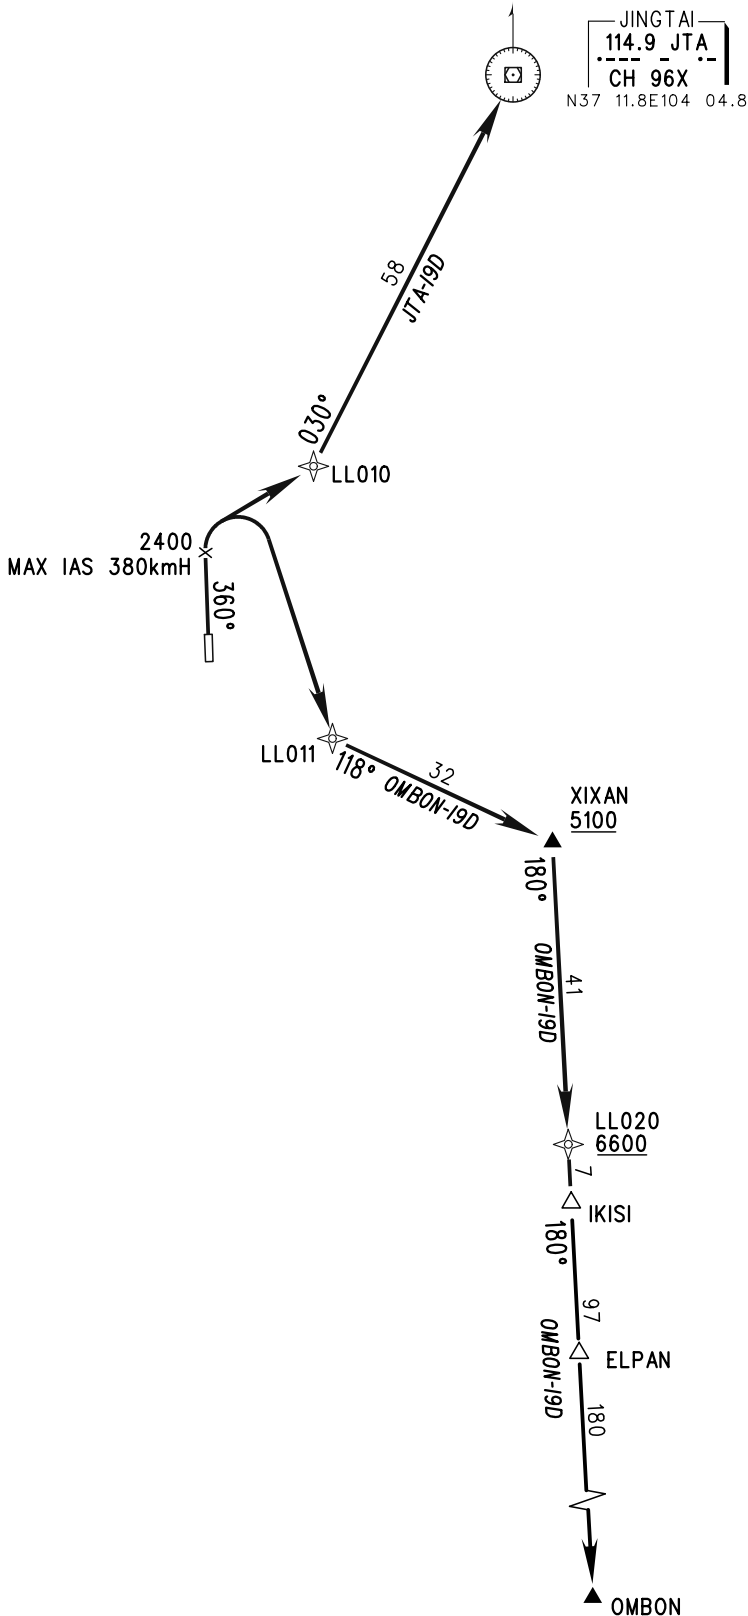 JINGTAI
114.9 JTA
CH 96X
N37 11.8E104 04.8
58
JTA-19D
030°
LL010
2400
MAX IAS 380kmH
360°
LL011
118° OMBON-19D
32
XIXAN
5100
180°
OMBON-19D
41
LL020
6600
7
IKISI
180°
97
OMBON-19D
ELPAN
180
OMBON